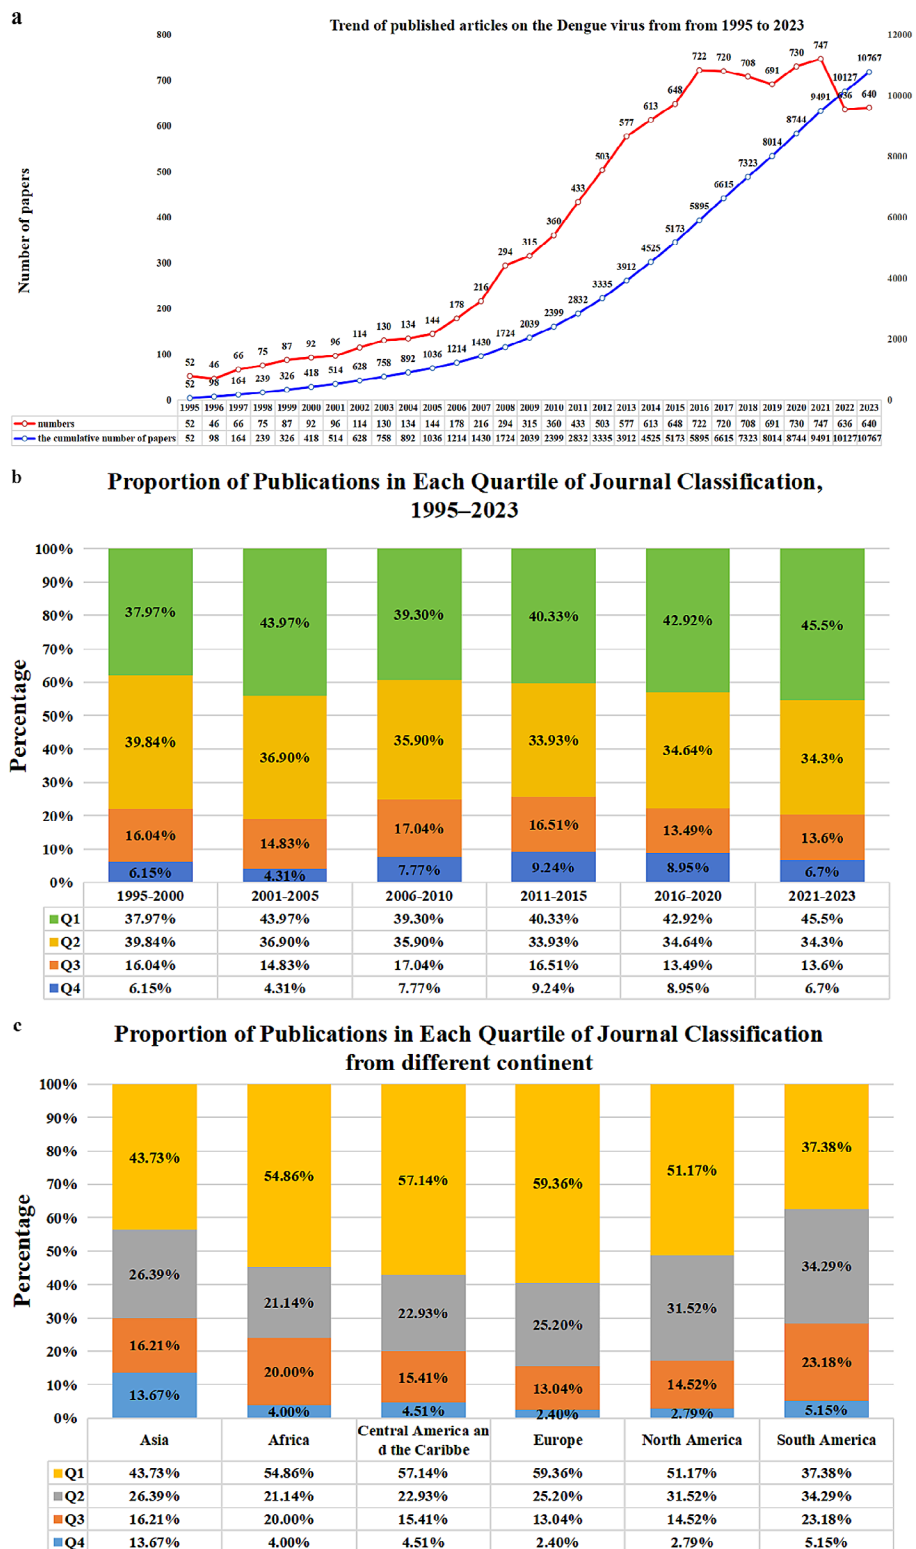 a
Trend of published articles on the Dengue virus from from 1995 to 2023
Number of papers
800
700
600
500
400
300
200
100
0
12000
10000
8000
6000
4000
2000
0
52 46 66 75 87 92 96 114 130 134 144 178 216 294 315 360 433 503 577 613 648 722 720 708 691 730 747 636 640
52 98 164 239 326 418 514 628 758 892 1036 1214 1430 1724 2039 2399 2832 3335 3912 4525 5173 5895 6615 7323 8014 8744 9491 10127 10767
1995 1996 1997 1998 1999 2000 2001 2002 2003 2004 2005 2006 2007 2008 2009 2010 2011 2012 2013 2014 2015 2016 2017 2018 2019 2020 2021 2022 2023
numbers 52 46 66 75 87 92 96 114 130 134 144 178 216 294 315 360 433 503 577 613 648 722 720 708 691 730 747 636 640
the cumulative number of papers 52 98 164 239 326 418 514 628 758 892 1036 1214 1430 1724 2039 2399 2832 3335 3912 4525 5173 5895 6615 7323 8014 8744 9491 10127 10767
b
Proportion of Publications in Each Quartile of Journal Classification,
1995–2023
Percentage
100%
90%
80%
70%
60%
50%
40%
30%
20%
10%
0%
37.97% 43.97% 39.30% 40.33% 42.92% 45.5%
39.84% 36.90% 35.90% 33.93% 34.64% 34.3%
16.04% 14.83% 17.04% 16.51% 13.49% 13.6%
6.15% 4.31% 7.77% 9.24% 8.95% 6.7%
1995-2000 2001-2005 2006-2010 2011-2015 2016-2020 2021-2023
Q1 37.97% 43.97% 39.30% 40.33% 42.92% 45.5%
Q2 39.84% 36.90% 35.90% 33.93% 34.64% 34.3%
Q3 16.04% 14.83% 17.04% 16.51% 13.49% 13.6%
Q4 6.15% 4.31% 7.77% 9.24% 8.95% 6.7%
c
Proportion of Publications in Each Quartile of Journal Classification
from different continent
Percentage
100%
90%
80%
70%
60%
50%
40%
30%
20%
10%
0%
43.73% 54.86% 57.14% 59.36% 51.17% 37.38%
26.39% 21.14% 22.93% 25.20% 31.52% 34.29%
16.21% 20.00% 15.41% 13.04% 14.52% 23.18%
13.67% 4.00% 4.51% 2.40% 2.79% 5.15%
Asia Africa Central America an
d the Caribbe Europe North America South America
Q1 43.73% 54.86% 57.14% 59.36% 51.17% 37.38%
Q2 26.39% 21.14% 22.93% 25.20% 31.52% 34.29%
Q3 16.21% 20.00% 15.41% 13.04% 14.52% 23.18%
Q4 13.67% 4.00% 4.51% 2.40% 2.79% 5.15%